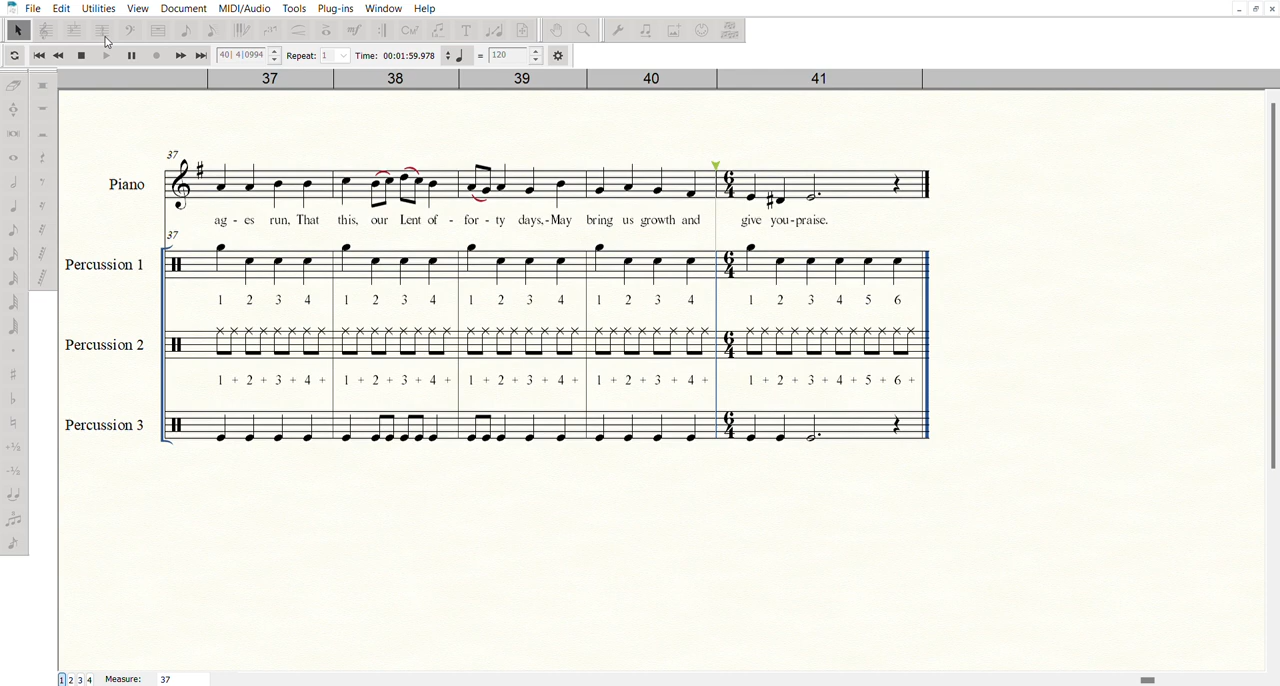 File Edit Utilities View Document MIDI/Audio Tools Plug-ins Window Help
40| 4|0994 Repeat: 1 Time: 00:01:59.978 = 120
37 38 39 40 41
37
Piano
ag - es run, That this, our Lent of - for - ty days,-May bring us growth and give you-praise.
37
Percussion 1
1 2 3 4 1 2 3 4 1 2 3 4 1 2 3 4 1 2 3 4 5 6
Percussion 2
1 + 2 + 3 + 4 + 1 + 2 + 3 + 4 + 1 + 2 + 3 + 4 + 1 + 2 + 3 + 4 + 1 + 2 + 3 + 4 + 5 + 6 +
Percussion 3
1 2 3 4 Measure: 37